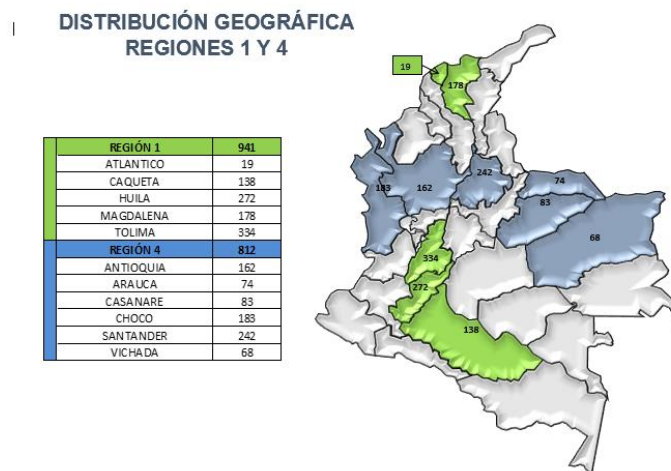 DISTRIBUCIÓN GEOGRÁFICA
REGIONES 1 Y 4
REGIÓN 1 941
ATLANTICO 19
CAQUETA 138
HUILA 272
MAGDALENA 178
TOLIMA 334
REGIÓN 4 812
ANTIOQUIA 162
ARAUCA 74
CASANARE 83
CHOCO 183
SANTANDER 242
VICHADA 68
19
178
183
162
242
74
83
68
334
272
138